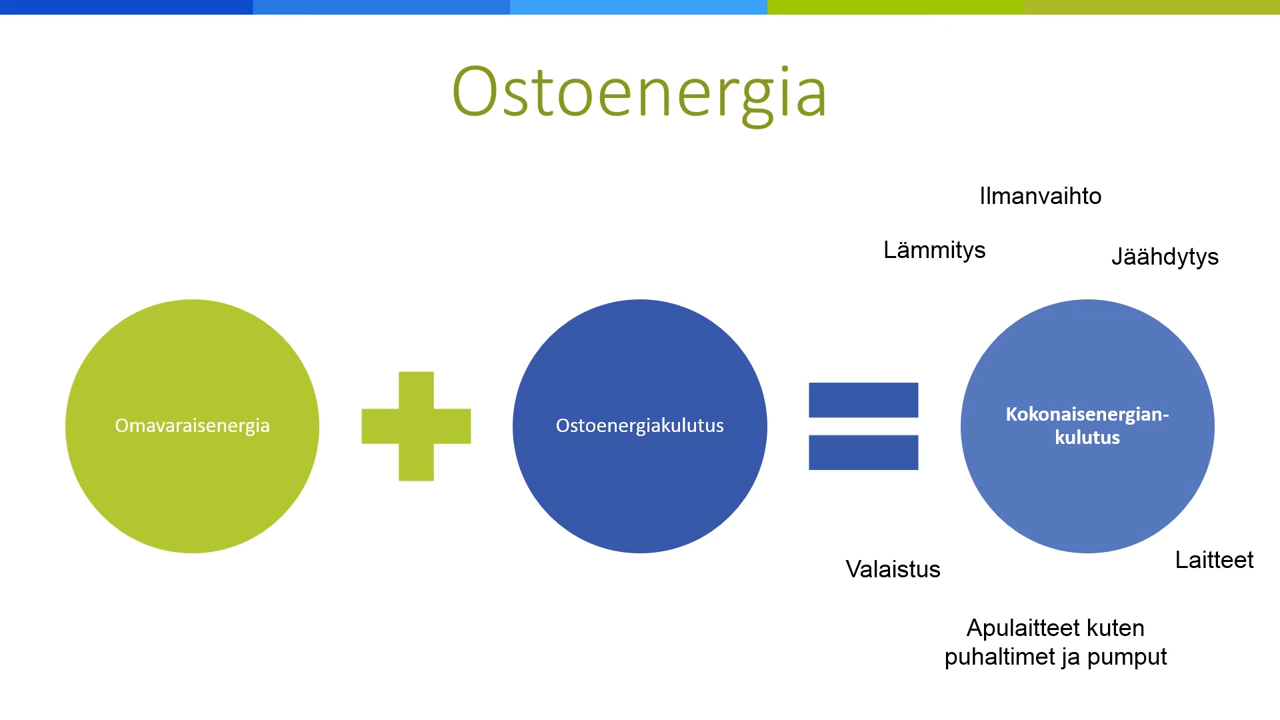 Ostoenergia
Ilmanvaihto
Lämmitys
Jäähdytys
Omavaraisenergia
Ostoenergiakulutus
Kokonaisenergian-
kulutus
Valaistus
Laitteet
Apulaitteet kuten
puhaltimet ja pumput